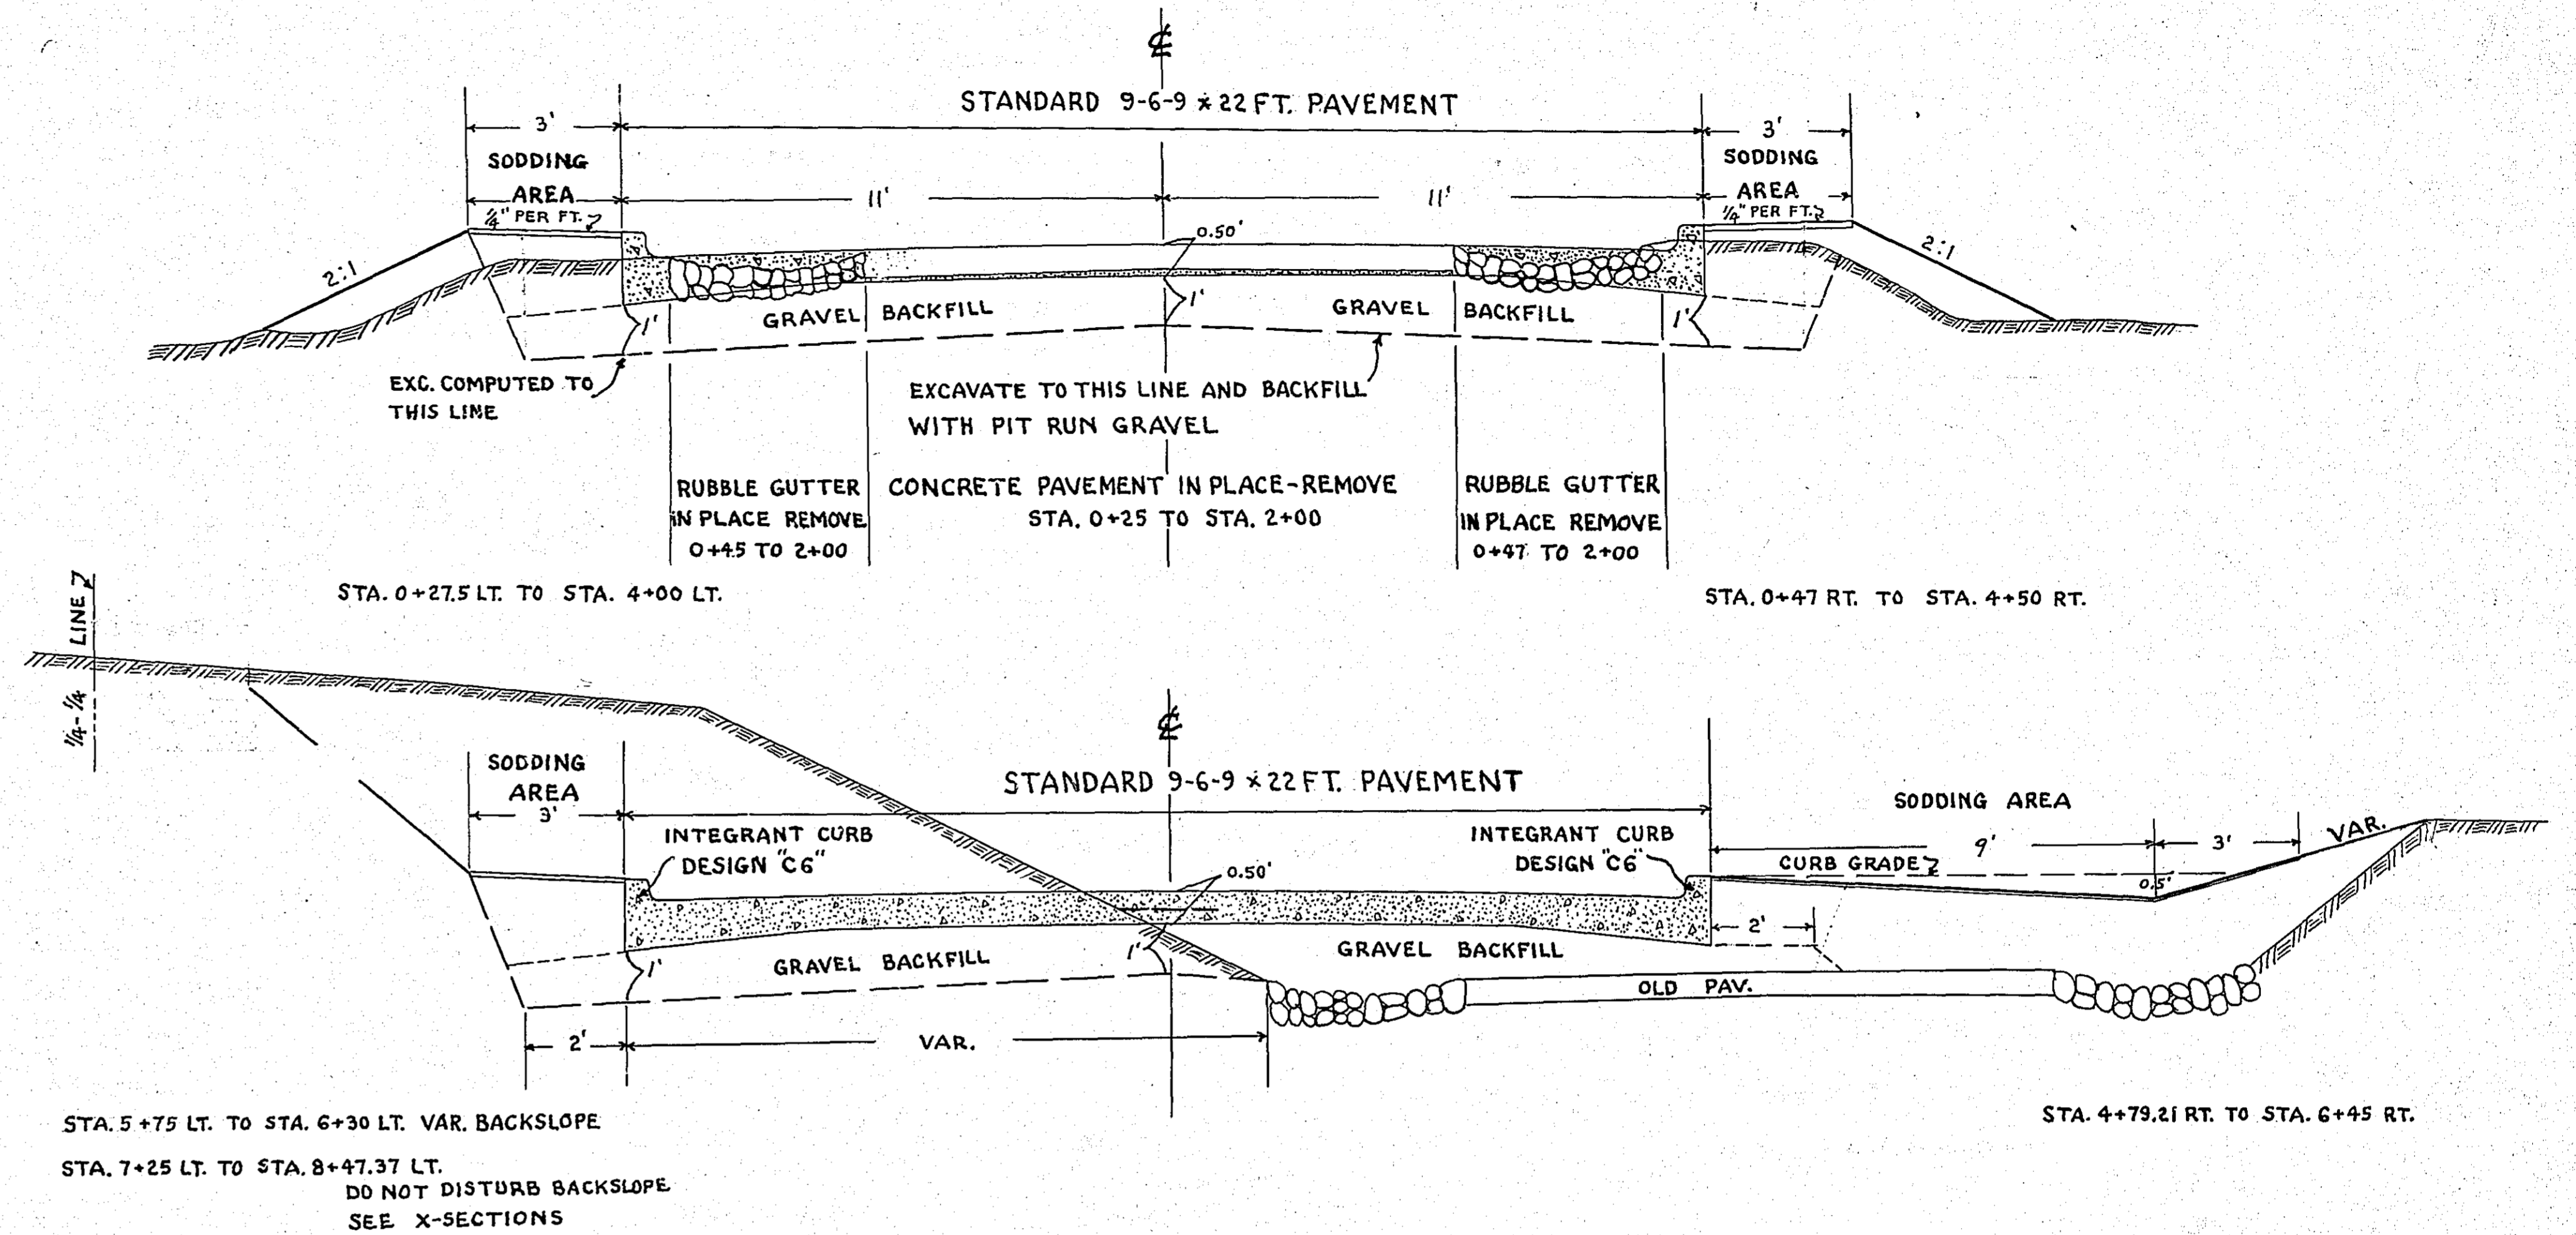 ℄
STANDARD 9-6-9 x 22 FT. PAVEMENT
3'
3'
SODDING
AREA
SODDING
AREA
11'
11'
1/4" PER FT.
1/4" PER FT.
0.50'
2:1
2:1
1'
1'
1'
GRAVEL BACKFILL
GRAVEL BACKFILL
EXC. COMPUTED TO
THIS LINE
EXCAVATE TO THIS LINE AND BACKFILL
WITH PIT RUN GRAVEL
RUBBLE GUTTER
IN PLACE REMOVE
0+45 TO 2+00
CONCRETE PAVEMENT IN PLACE-REMOVE
STA. 0+25 TO STA. 2+00
RUBBLE GUTTER
IN PLACE REMOVE
0+47 TO 2+00
STA. 0+27.5 LT. TO STA. 4+00 LT.
STA. 0+47 RT. TO STA. 4+50 RT.
1/4-1/4 LINE
℄
SODDING
AREA
3'
STANDARD 9-6-9 x 22 FT. PAVEMENT
SODDING AREA
INTEGRANT CURB
DESIGN "C6"
INTEGRANT CURB
DESIGN "C6"
9'
3'
VAR.
CURB GRADE
0.50'
0.5'
2'
1'
1'
GRAVEL BACKFILL
GRAVEL BACKFILL
OLD PAV.
2'
VAR.
STA. 5+75 LT. TO STA. 6+30 LT. VAR. BACKSLOPE
STA. 4+79.21 RT. TO STA. 6+45 RT.
STA. 7+25 LT. TO STA. 8+47.37 LT.
DO NOT DISTURB BACKSLOPE
SEE X-SECTIONS